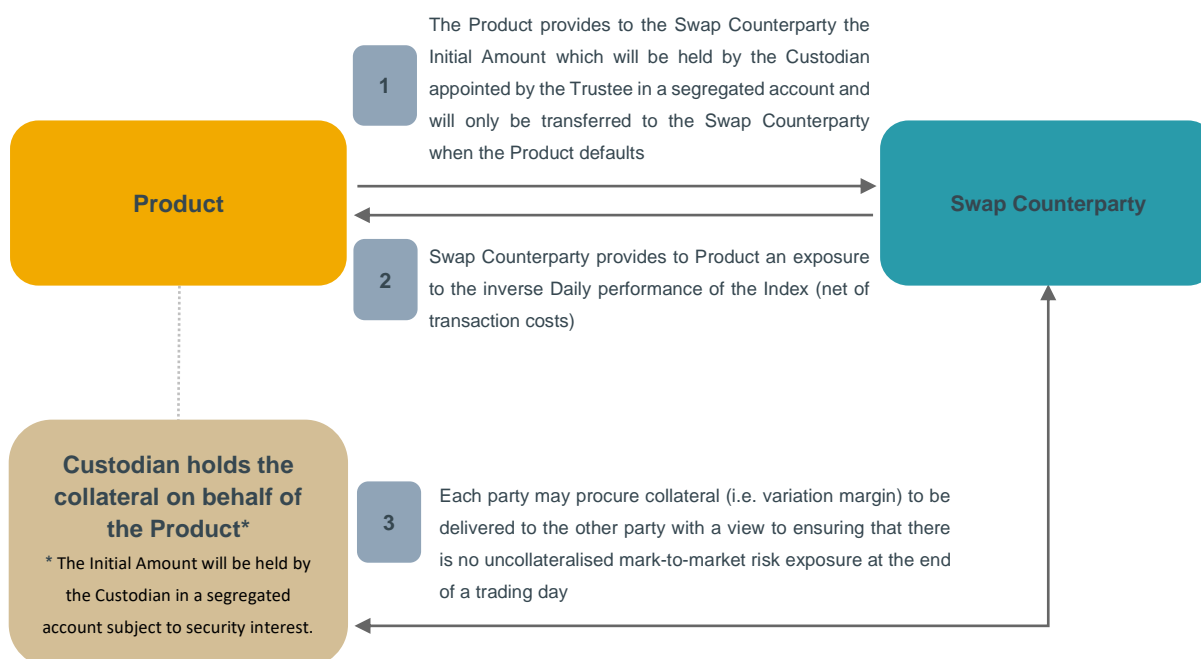 The Product provides to the Swap Counterparty the
Initial Amount which will be held by the Custodian
appointed by the Trustee in a segregated account and
will only be transferred to the Swap Counterparty
when the Product defaults
1
Product
Swap Counterparty
2
Swap Counterparty provides to Product an exposure
to the inverse Daily performance of the Index (net of
transaction costs)
Custodian holds the
collateral on behalf of
the Product*
* The Initial Amount will be held by
the Custodian in a segregated
account subject to security interest.
3
Each party may procure collateral (i.e. variation margin) to be
delivered to the other party with a view to ensuring that there
is no uncollateralised mark-to-market risk exposure at the end
of a trading day